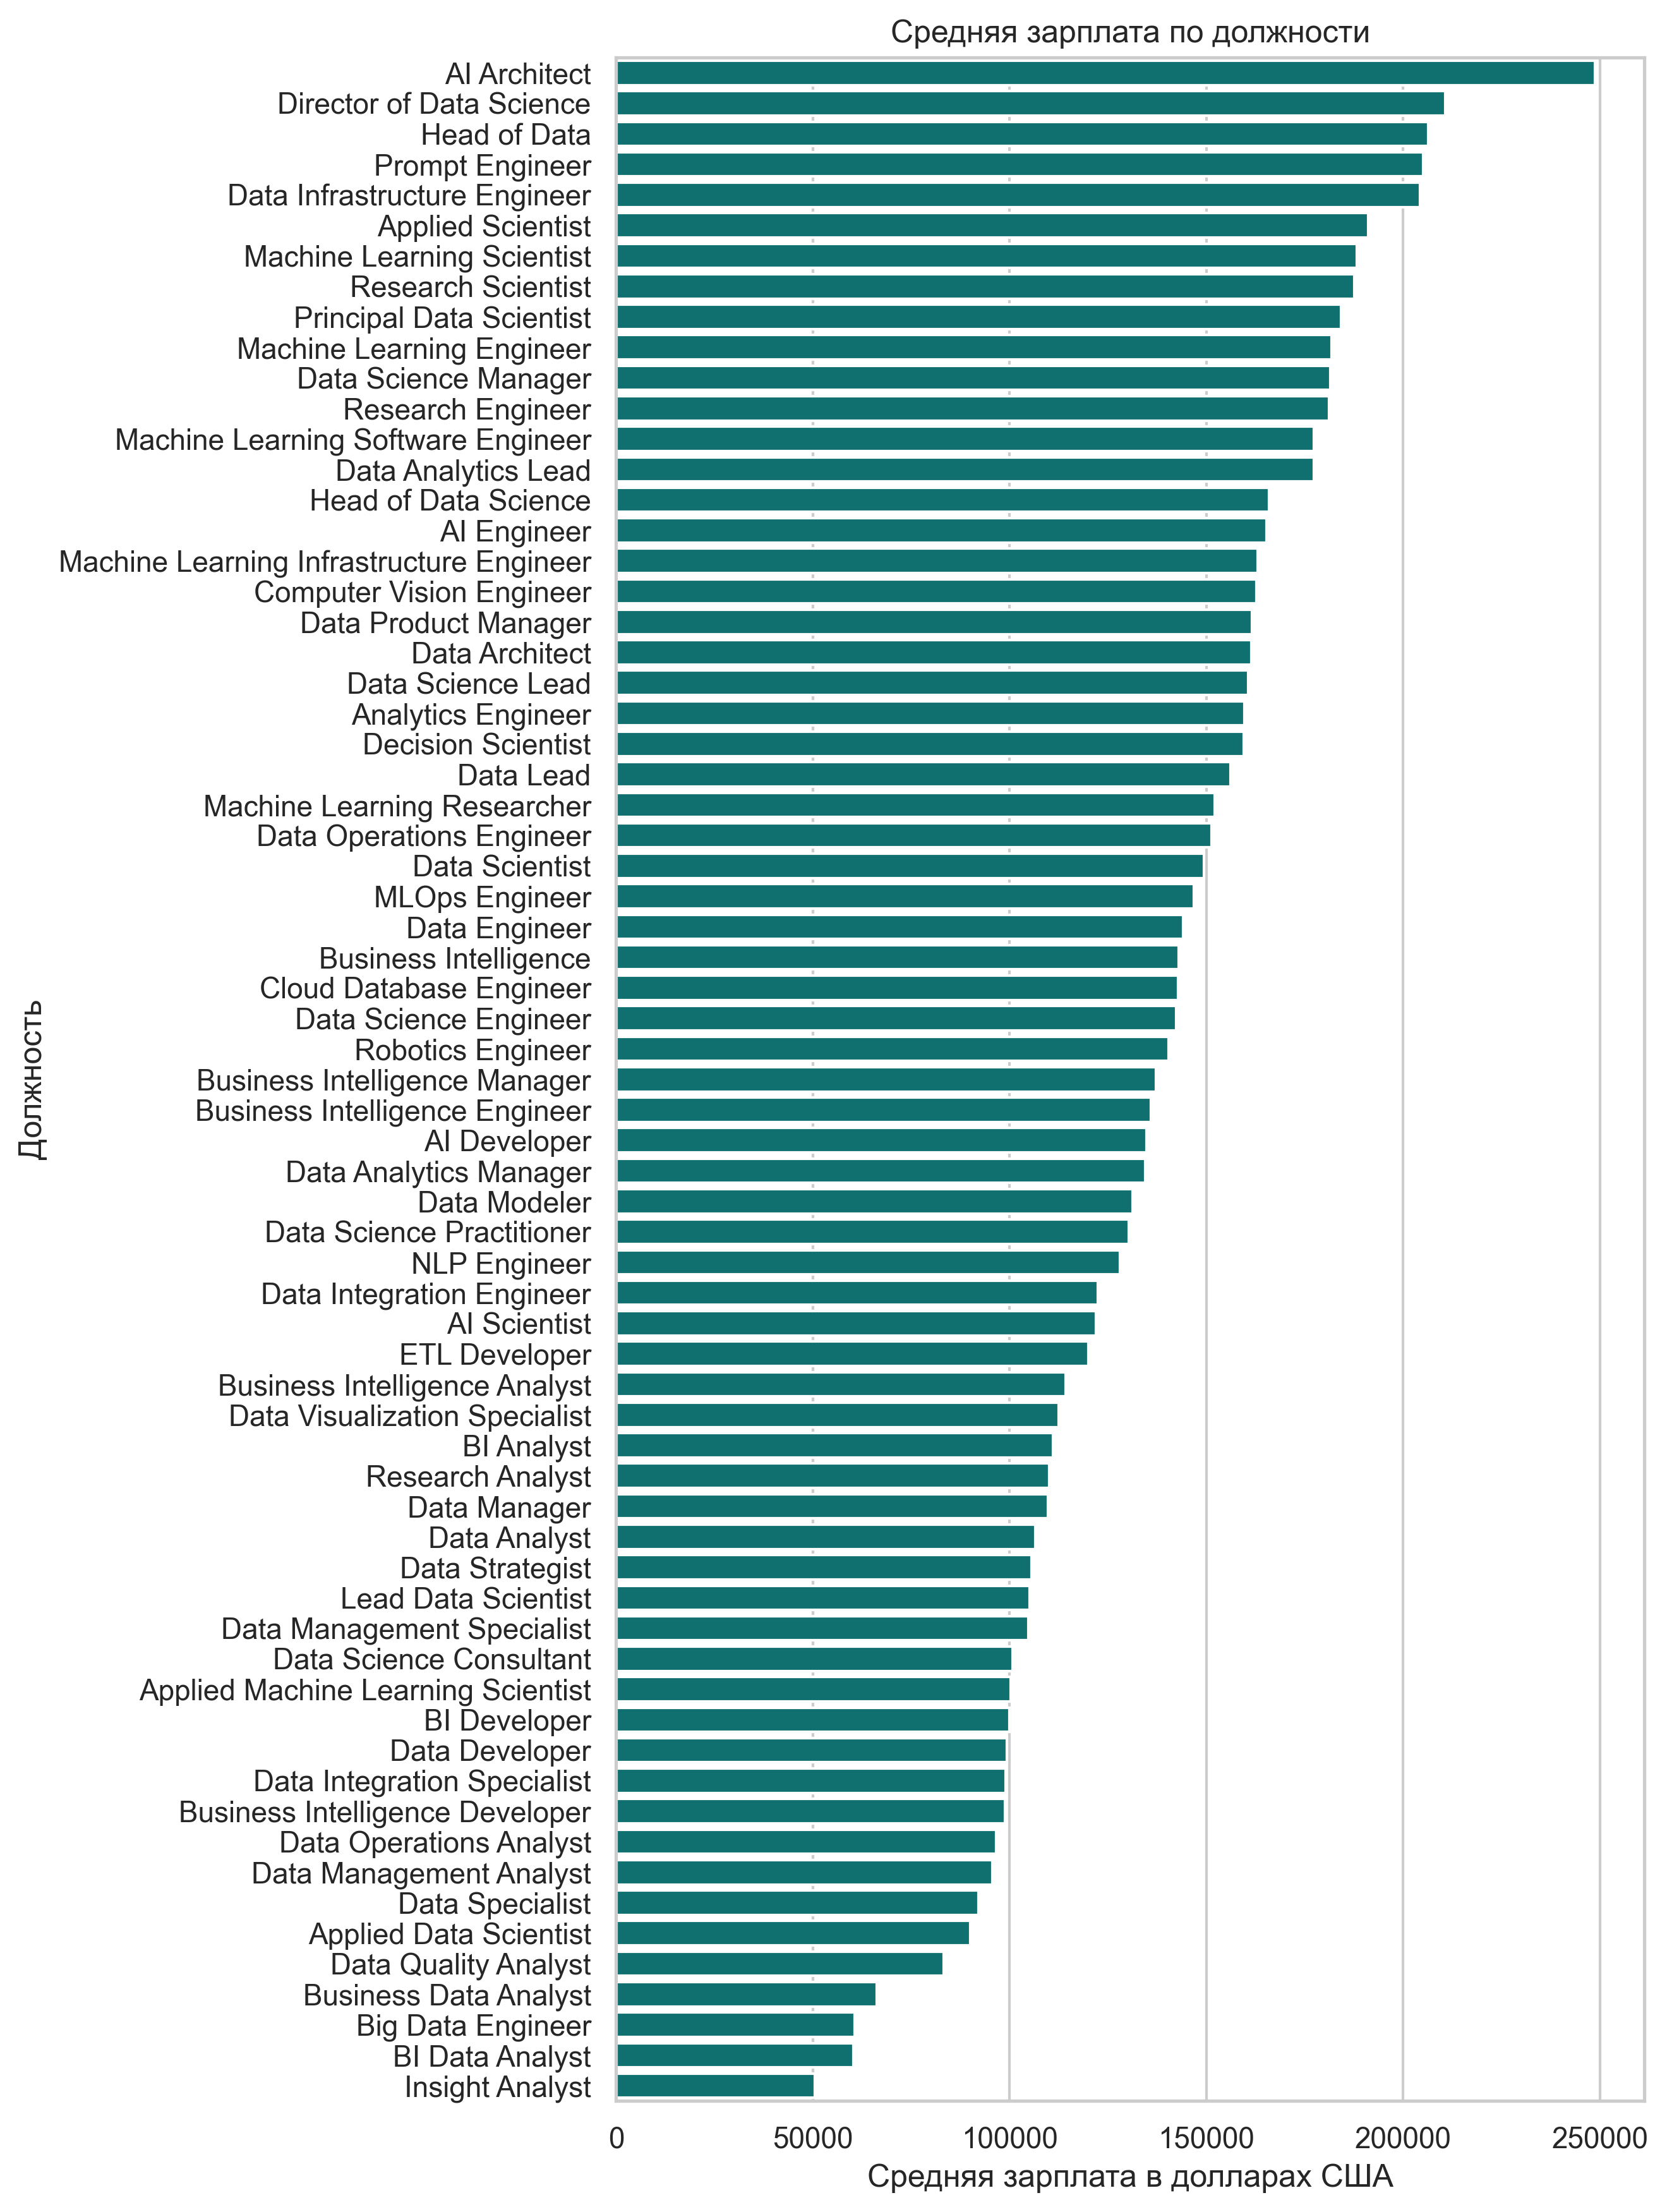 Средняя зарплата по должности
AI Architect
Director of Data Science
Head of Data
Prompt Engineer
Data Infrastructure Engineer
Applied Scientist
Machine Learning Scientist
Research Scientist
Principal Data Scientist
Machine Learning Engineer
Data Science Manager
Research Engineer
Machine Learning Software Engineer
Data Analytics Lead
Head of Data Science
AI Engineer
Machine Learning Infrastructure Engineer
Computer Vision Engineer
Data Product Manager
Data Architect
Data Science Lead
Analytics Engineer
Decision Scientist
Data Lead
Machine Learning Researcher
Data Operations Engineer
Data Scientist
MLOps Engineer
Data Engineer
Business Intelligence
Cloud Database Engineer
Data Science Engineer
Robotics Engineer
Business Intelligence Manager
Business Intelligence Engineer
AI Developer
Data Analytics Manager
Data Modeler
Data Science Practitioner
NLP Engineer
Data Integration Engineer
AI Scientist
ETL Developer
Business Intelligence Analyst
Data Visualization Specialist
BI Analyst
Research Analyst
Data Manager
Data Analyst
Data Strategist
Lead Data Scientist
Data Management Specialist
Data Science Consultant
Applied Machine Learning Scientist
BI Developer
Data Developer
Data Integration Specialist
Business Intelligence Developer
Data Operations Analyst
Data Management Analyst
Data Specialist
Applied Data Scientist
Data Quality Analyst
Business Data Analyst
Big Data Engineer
BI Data Analyst
Insight Analyst
Должность
0 50000 100000 150000 200000 250000
Средняя зарплата в долларах США